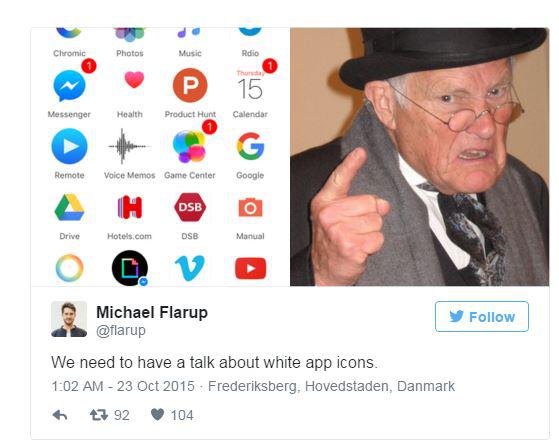 Chromic Photos Music Rdio
1 Thursday 1
P 15
Messenger Health Product Hunt Calendar
1
G
Remote Voice Memos Game Center Google
H DSB
Drive Hotels.com DSB Manual
Michael Flarup
@flarup
Follow
We need to have a talk about white app icons.
1:02 AM - 23 Oct 2015 · Frederiksberg, Hovedstaden, Danmark
92 104